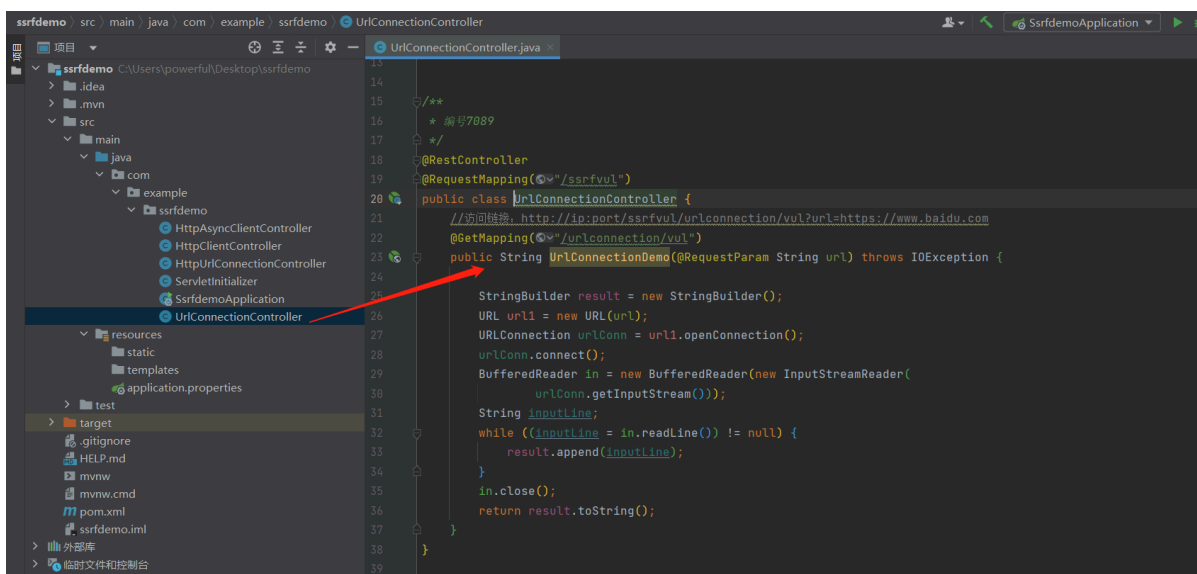 ssrfdemo 〉 src 〉 main 〉 java 〉 com 〉 example 〉 ssrfdemo 〉 UrlConnectionController
SsrfdemoApplication
项目
项目
UrlConnectionController.java
ssrfdemo C:\Users\powerful\Desktop\ssrfdemo
.idea
.mvn
src
main
java
com
example
ssrfdemo
HttpAsyncClientController
HttpClientController
HttpUrlConnectionController
ServletInitializer
SsrfdemoApplication
UrlConnectionController
resources
static
templates
application.properties
test
target
.gitignore
HELP.md
mvnw
mvnw.cmd
pom.xml
ssrfdemo.iml
外部库
临时文件和控制台
13
14
15 /**
16 * 编号7089
17 */
18 @RestController
19 @RequestMapping("/ssrfvul")
20 public class UrlConnectionController {
21 //访问链接：http://ip:port/ssrfvul/urlconnection/vul?url=https://www.baidu.com
22 @GetMapping("/urlconnection/vul")
23 public String UrlConnectionDemo(@RequestParam String url) throws IOException {
24
25 StringBuilder result = new StringBuilder();
26 URL url1 = new URL(url);
27 URLConnection urlConn = url1.openConnection();
28 urlConn.connect();
29 BufferedReader in = new BufferedReader(new InputStreamReader(
30 urlConn.getInputStream()));
31 String inputLine;
32 while ((inputLine = in.readLine()) != null) {
33 result.append(inputLine);
34 }
35 in.close();
36 return result.toString();
37 }
38 }
39